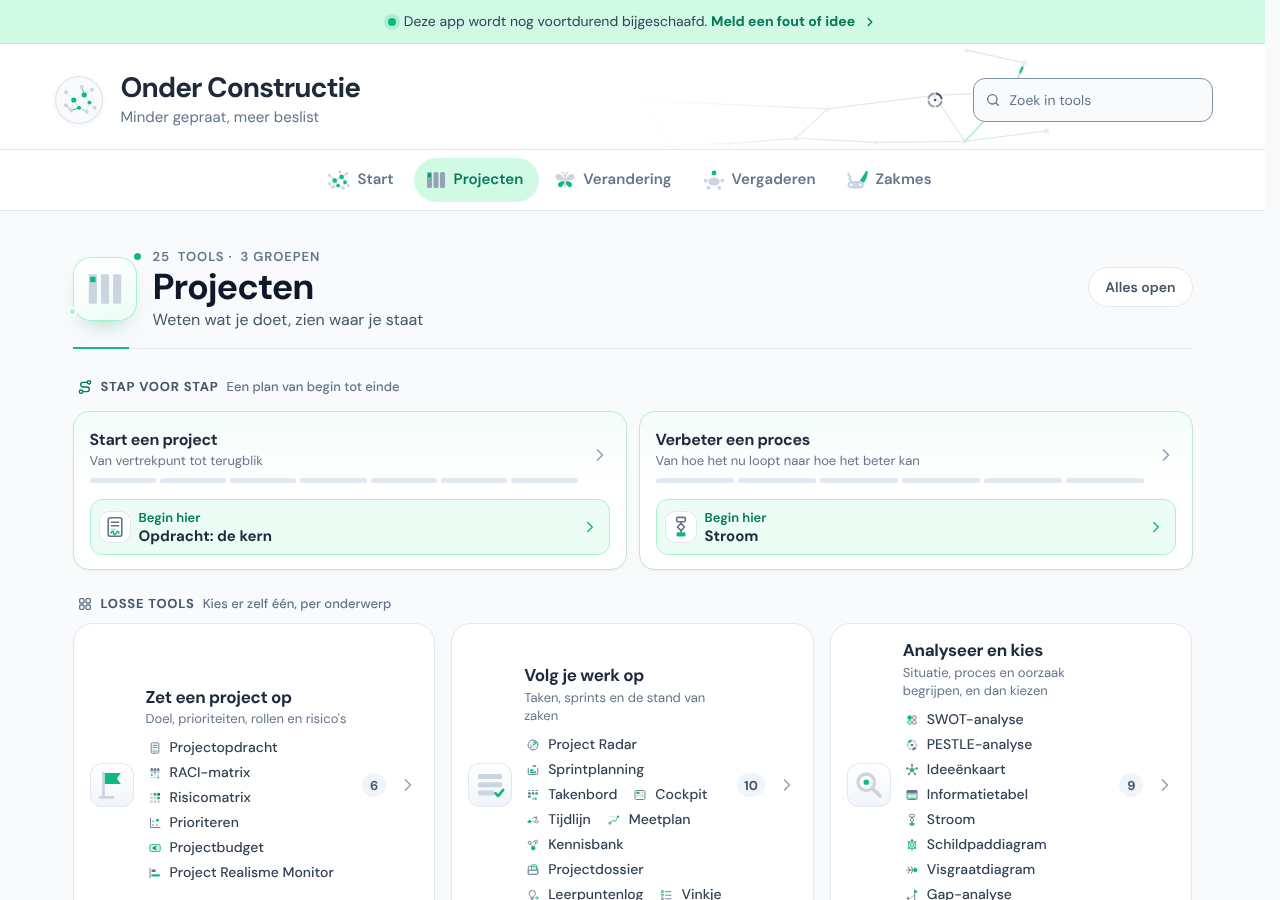 Deze app wordt nog voortdurend bijgeschaafd. Meld een fout of idee
Onder Constructie
Minder gepraat, meer beslist
Zoek in tools
Start
Projecten
Verandering
Vergaderen
Zakmes
25 TOOLS · 3 GROEPEN
Projecten
Weten wat je doet, zien waar je staat
Alles open
STAP VOOR STAP Een plan van begin tot einde
Start een project
Van vertrekpunt tot terugblik
Begin hier
Opdracht: de kern
Verbeter een proces
Van hoe het nu loopt naar hoe het beter kan
Begin hier
Stroom
LOSSE TOOLS Kies er zelf één, per onderwerp
Zet een project op
Doel, prioriteiten, rollen en risico's
Projectopdracht
RACI-matrix
Risicomatrix
Prioriteren
Projectbudget
Project Realisme Monitor
6
Volg je werk op
Taken, sprints en de stand van
zaken
Project Radar
Sprintplanning
Takenbord Cockpit
Tijdlijn Meetplan
Kennisbank
Projectdossier
Leerpuntenlog Vinkje
10
Analyseer en kies
Situatie, proces en oorzaak
begrijpen, en dan kiezen
SWOT-analyse
PESTLE-analyse
Ideeënkaart
Informatietabel
Stroom
Schildpaddiagram
Visgraatdiagram
Gap-analyse
9